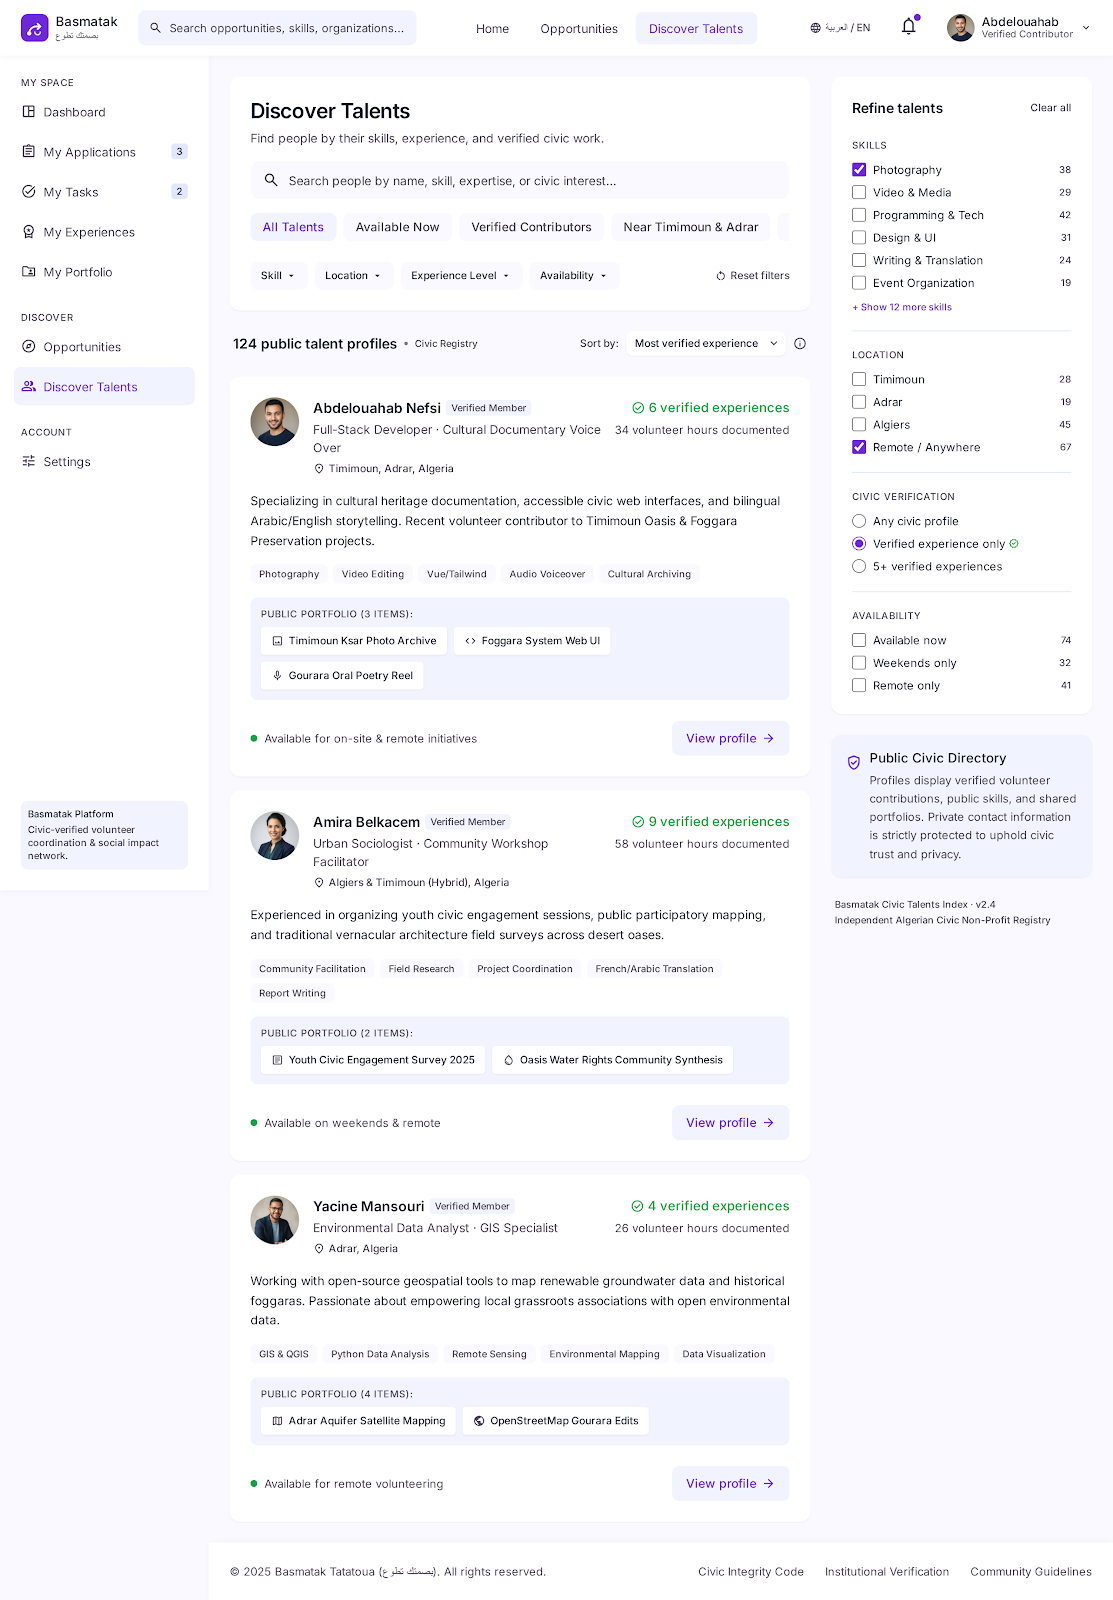 Basmatak
بصمتك تطوع
Search opportunities, skills, organizations...
Home
Opportunities
Discover Talents
العربية / EN
Abdelouahab
Verified Contributor
MY SPACE
Dashboard
My Applications 3
My Tasks 2
My Experiences
My Portfolio
DISCOVER
Opportunities
Discover Talents
ACCOUNT
Settings
Basmatak Platform
Civic-verified volunteer
coordination & social impact
network.
Discover Talents
Find people by their skills, experience, and verified civic work.
Search people by name, skill, expertise, or civic interest...
All Talents
Available Now
Verified Contributors
Near Timimoun & Adrar
Skill
Location
Experience Level
Availability
Reset filters
124 public talent profiles • Civic Registry
Sort by: Most verified experience
Abdelouahab Nefsi Verified Member
Full-Stack Developer · Cultural Documentary Voice
Over
Timimoun, Adrar, Algeria
6 verified experiences
34 volunteer hours documented
Specializing in cultural heritage documentation, accessible civic web interfaces, and bilingual
Arabic/English storytelling. Recent volunteer contributor to Timimoun Oasis & Foggara
Preservation projects.
Photography
Video Editing
Vue/Tailwind
Audio Voiceover
Cultural Archiving
PUBLIC PORTFOLIO (3 ITEMS):
Timimoun Ksar Photo Archive
Foggara System Web UI
Gourara Oral Poetry Reel
Available for on-site & remote initiatives
View profile
Amira Belkacem Verified Member
Urban Sociologist · Community Workshop
Facilitator
Algiers & Timimoun (Hybrid), Algeria
9 verified experiences
58 volunteer hours documented
Experienced in organizing youth civic engagement sessions, public participatory mapping,
and traditional vernacular architecture field surveys across desert oases.
Community Facilitation
Field Research
Project Coordination
French/Arabic Translation
Report Writing
PUBLIC PORTFOLIO (2 ITEMS):
Youth Civic Engagement Survey 2025
Oasis Water Rights Community Synthesis
Available on weekends & remote
View profile
Yacine Mansouri Verified Member
Environmental Data Analyst · GIS Specialist
Adrar, Algeria
4 verified experiences
26 volunteer hours documented
Working with open-source geospatial tools to map renewable groundwater data and historical
foggaras. Passionate about empowering local grassroots associations with open environmental
data.
GIS & QGIS
Python Data Analysis
Remote Sensing
Environmental Mapping
Data Visualization
PUBLIC PORTFOLIO (4 ITEMS):
Adrar Aquifer Satellite Mapping
OpenStreetMap Gourara Edits
Available for remote volunteering
View profile
Refine talents
Clear all
SKILLS
Photography 38
Video & Media 29
Programming & Tech 42
Design & UI 31
Writing & Translation 24
Event Organization 19
+ Show 12 more skills
LOCATION
Timimoun 28
Adrar 19
Algiers 45
Remote / Anywhere 67
CIVIC VERIFICATION
Any civic profile
Verified experience only
5+ verified experiences
AVAILABILITY
Available now 74
Weekends only 32
Remote only 41
Public Civic Directory
Profiles display verified volunteer
contributions, public skills, and shared
portfolios. Private contact information
is strictly protected to uphold civic
trust and privacy.
Basmatak Civic Talents Index · v2.4
Independent Algerian Civic Non-Profit Registry
© 2025 Basmatak Tatatoua (بصمتك تطوع). All rights reserved.
Civic Integrity Code
Institutional Verification
Community Guidelines